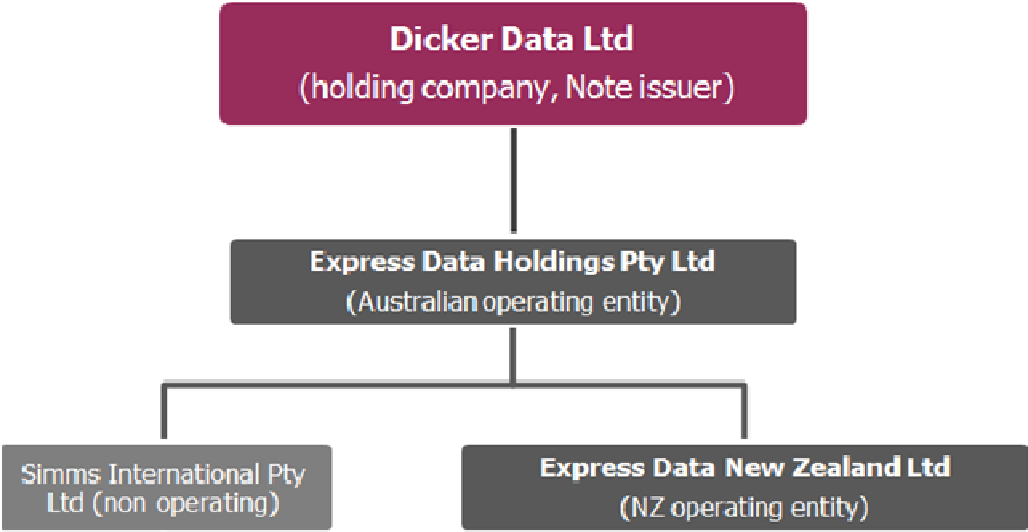 Dicker Data Ltd
(holding company, Note issuer)
Express Data Holdings Pty Ltd
(Australian operating entity)
Simms International Pty
Ltd (non operating)
Express Data New Zealand Ltd
(NZ operating entity)